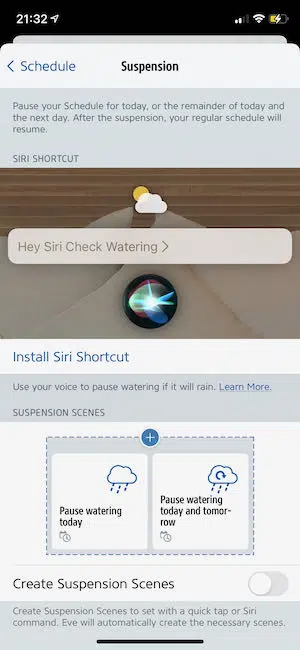 21:32
Schedule
Suspension
Pause your Schedule for today, or the remainder of today and
the next day. After the suspension, your regular schedule will
resume.
SIRI SHORTCUT
Hey Siri Check Watering
Install Siri Shortcut
Use your voice to pause watering if it will rain. Learn More.
SUSPENSION SCENES
Pause watering
today
Pause watering
today and tomor-
row
Create Suspension Scenes
Create Suspension Scenes to set with a quick tap or Siri
command. Eve will automatically create the necessary scenes.